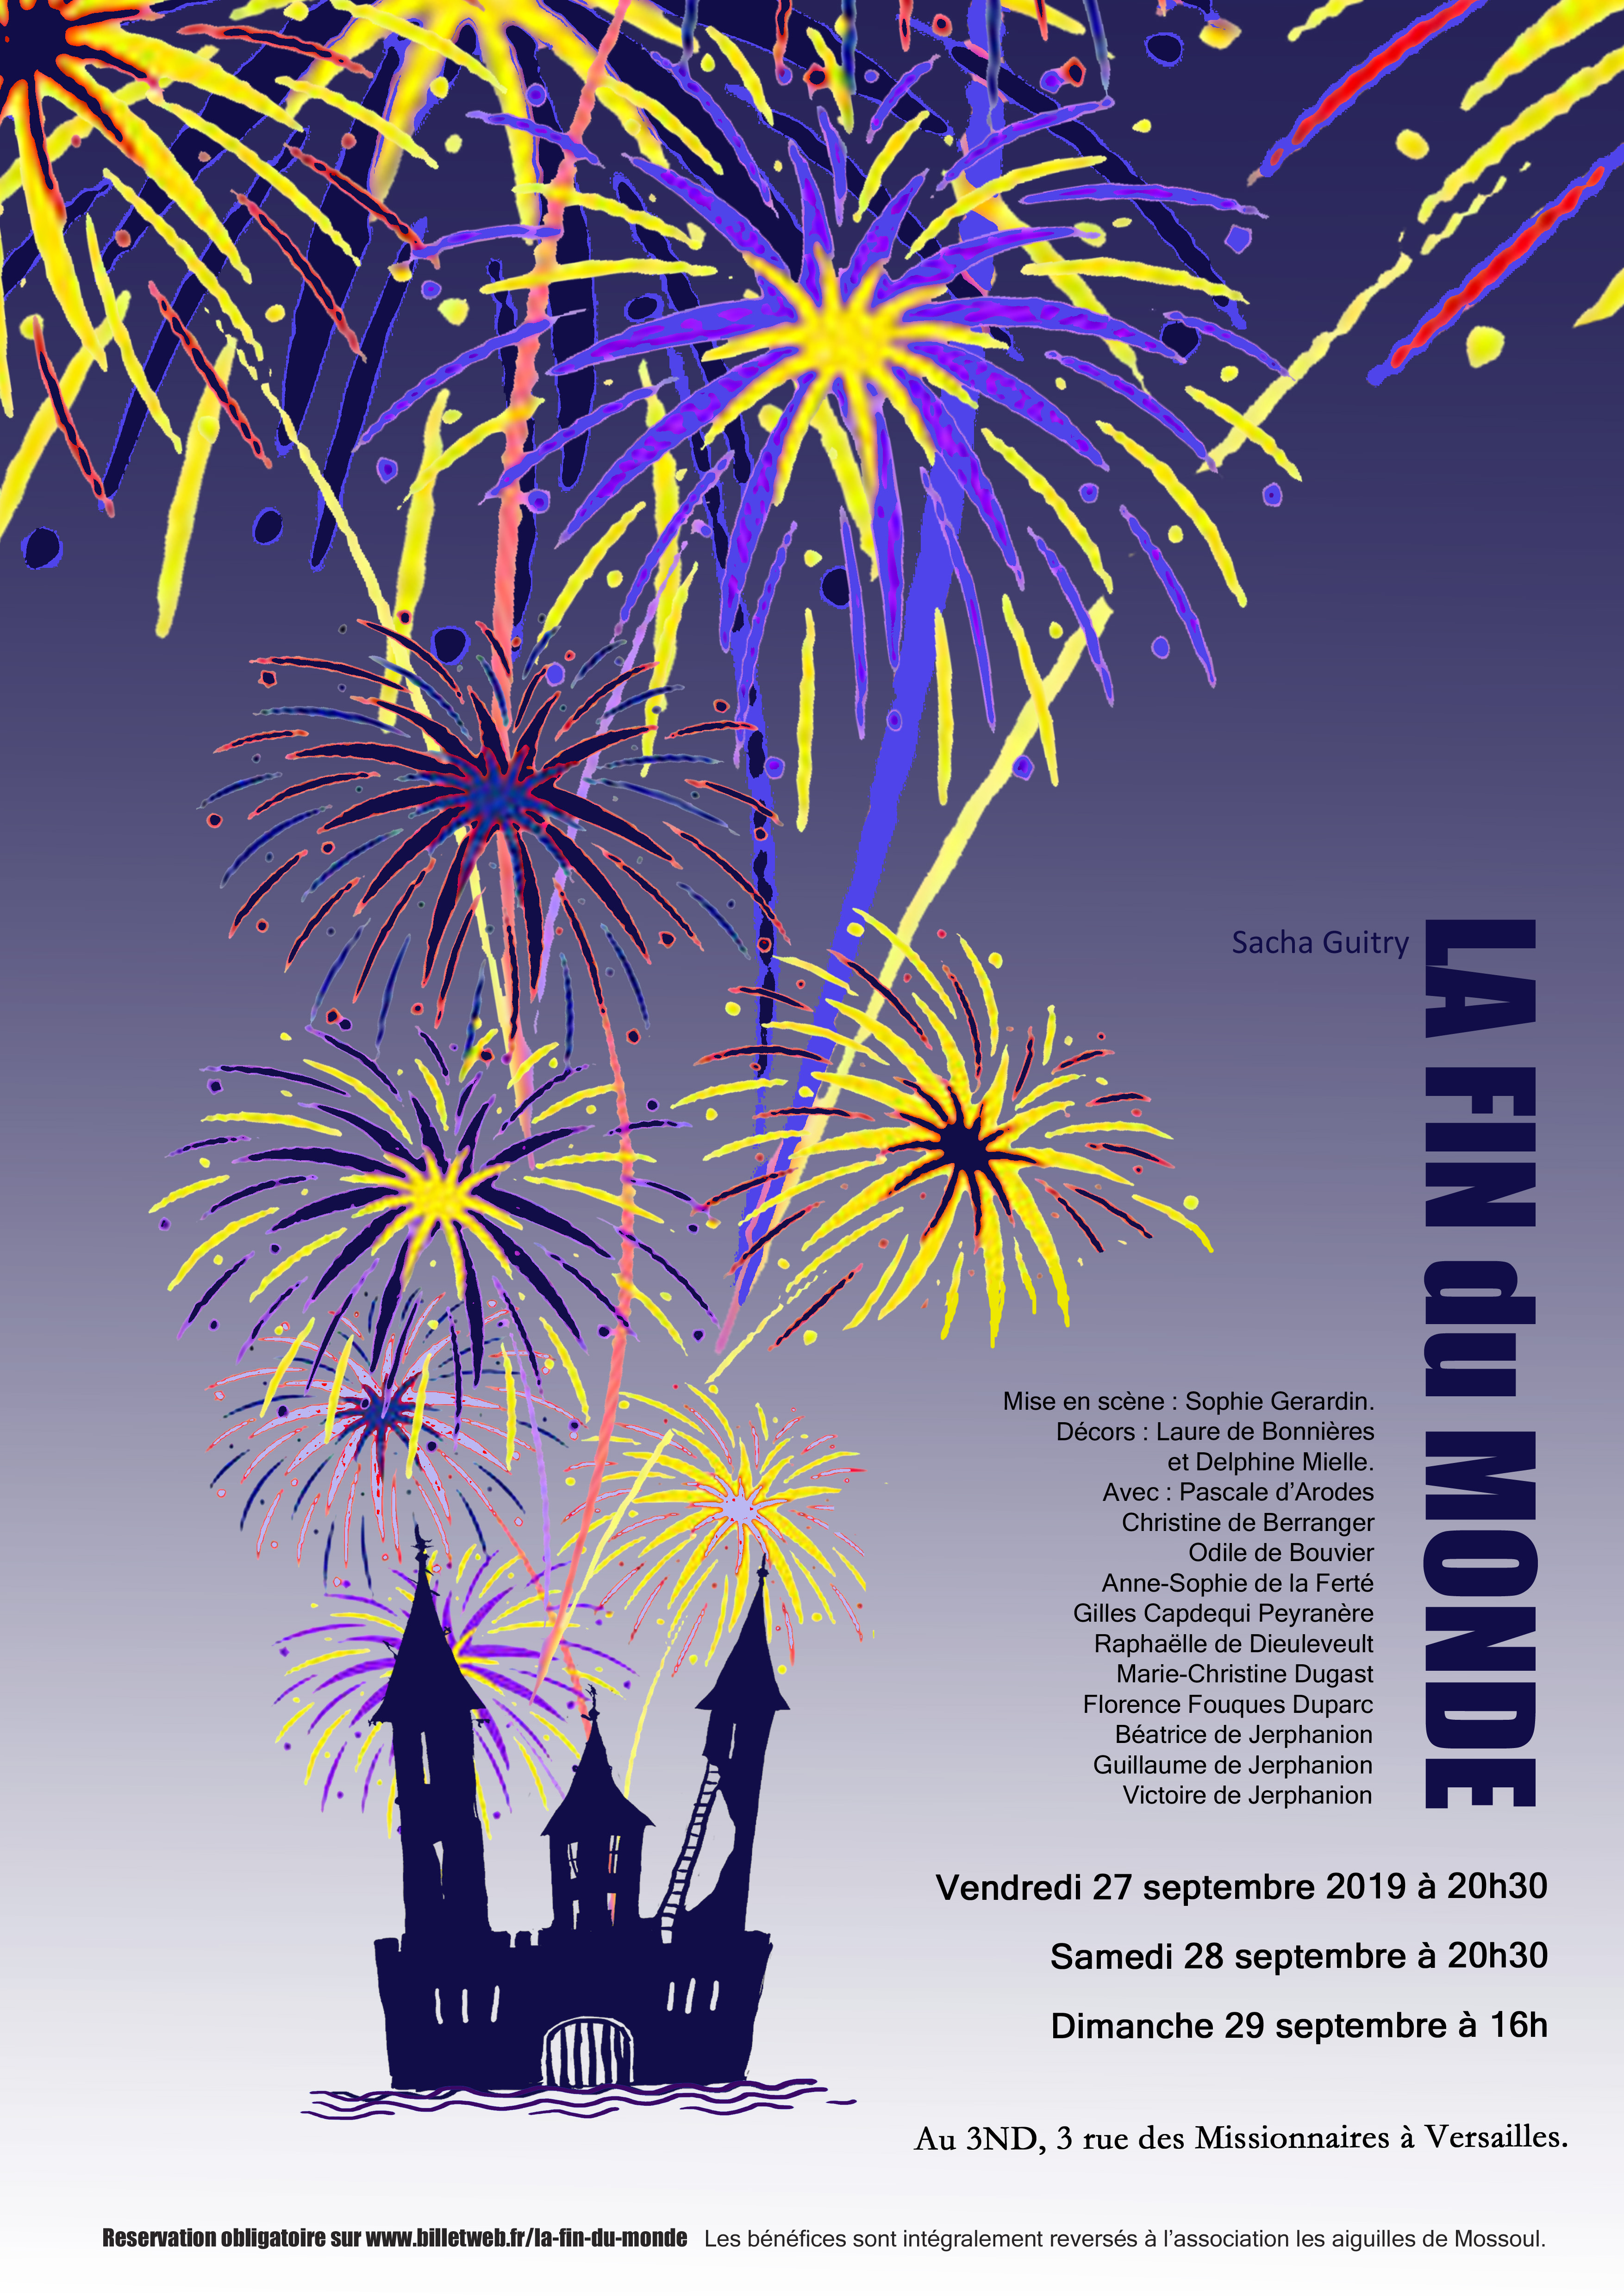 Sacha Guitry
LA FIN du MONDE
Mise en scène : Sophie Gerardin.
Décors : Laure de Bonnières
et Delphine Mielle.
Avec : Pascale d’Arodes
Christine de Berranger
Odile de Bouvier
Anne-Sophie de la Ferté
Gilles Capdequi Peyranère
Raphaëlle de Dieuleveult
Marie-Christine Dugast
Florence Fouques Duparc
Béatrice de Jerphanion
Guillaume de Jerphanion
Victoire de Jerphanion
Vendredi 27 septembre 2019 à 20h30
Samedi 28 septembre à 20h30
Dimanche 29 septembre à 16h
Au 3ND, 3 rue des Missionnaires à Versailles.
Reservation obligatoire sur www.billetweb.fr/la-fin-du-monde Les bénéfices sont intégralement reversés à l’association les aiguilles de Mossoul.